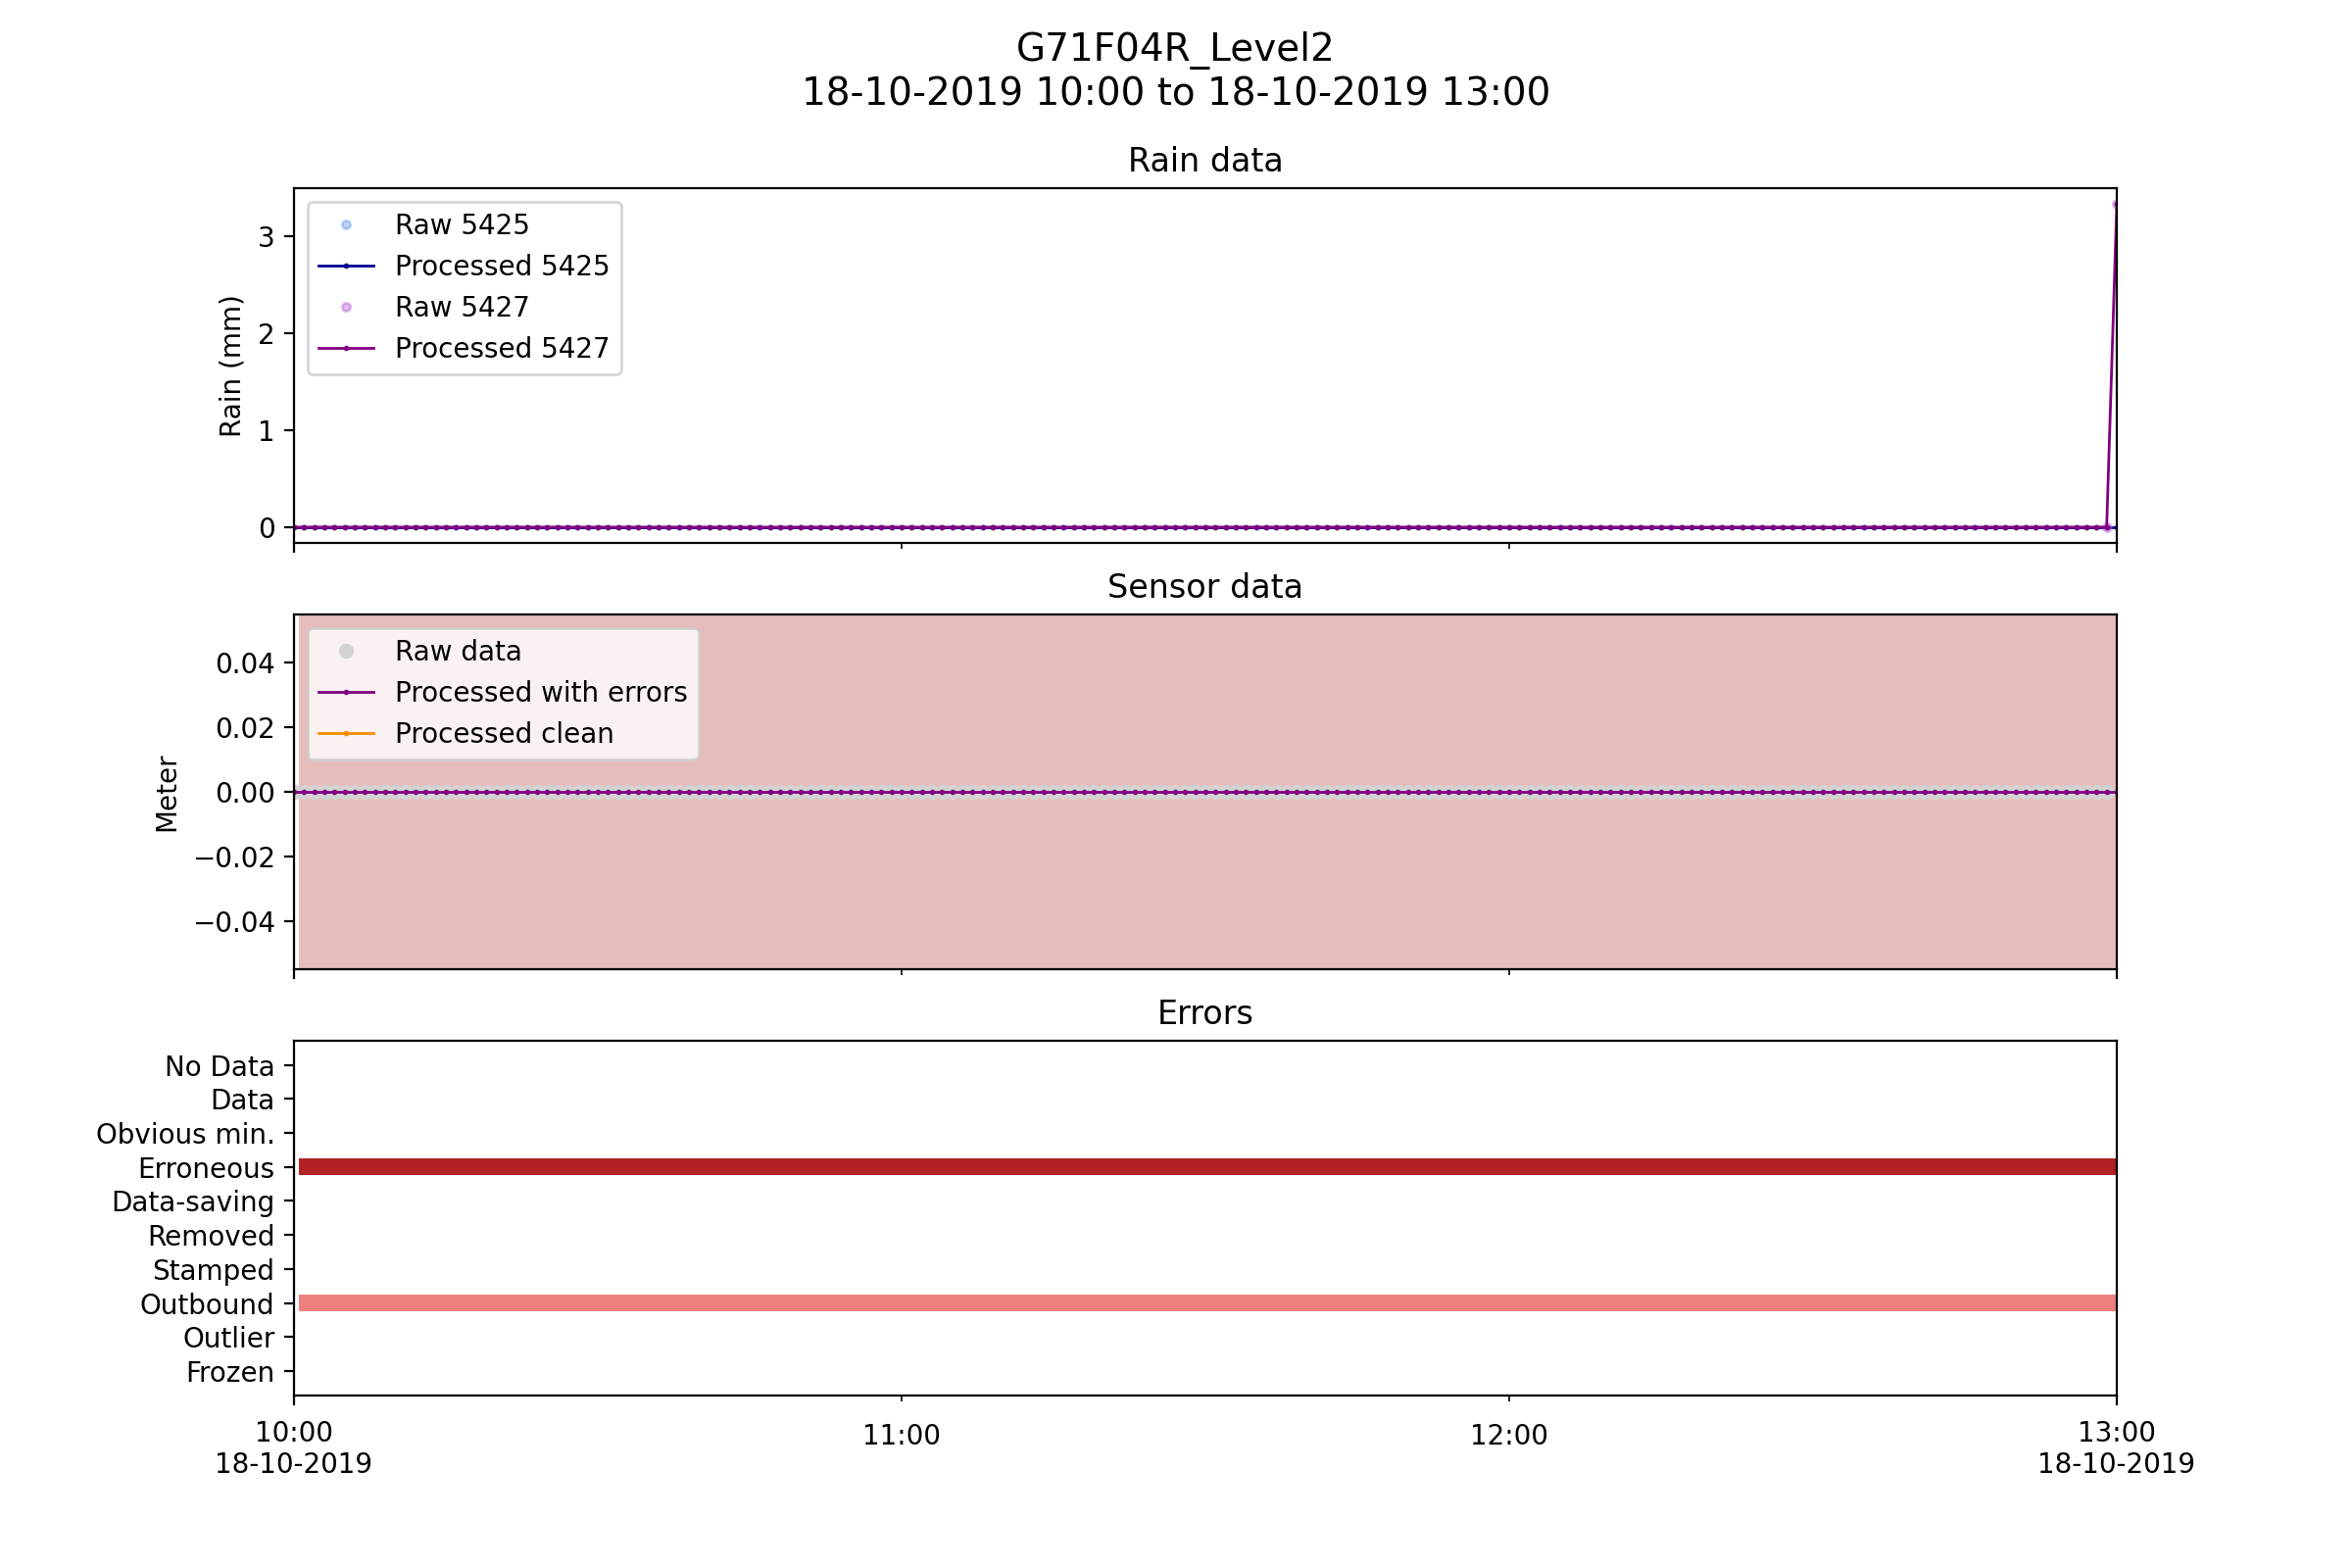 G71F04R_Level2
18-10-2019 10:00 to 18-10-2019 13:00
Rain data
Rain (mm)
3
2
1
0
Raw 5425
Processed 5425
Raw 5427
Processed 5427
Sensor data
Meter
0.04
0.02
0.00
−0.02
−0.04
Raw data
Processed with errors
Processed clean
Errors
No Data
Data
Obvious min.
Erroneous
Data-saving
Removed
Stamped
Outbound
Outlier
Frozen
10:00
18-10-2019
11:00
12:00
13:00
18-10-2019